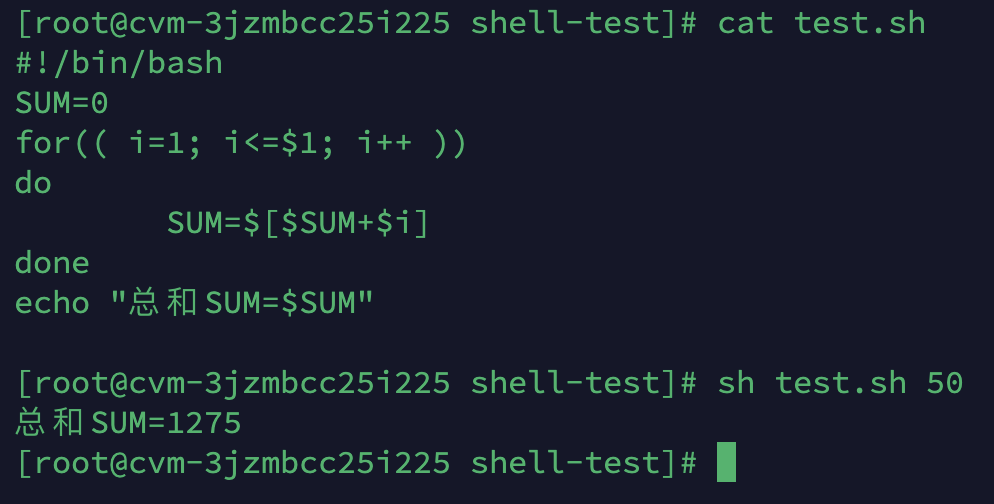 [root@cvm-3jzmbcc25i225 shell-test]# cat test.sh
#!/bin/bash
SUM=0
for(( i=1; i<=$1; i++ ))
do
        SUM=$[$SUM+$i]
done
echo "总和SUM=$SUM"

[root@cvm-3jzmbcc25i225 shell-test]# sh test.sh 50
总和SUM=1275
[root@cvm-3jzmbcc25i225 shell-test]#